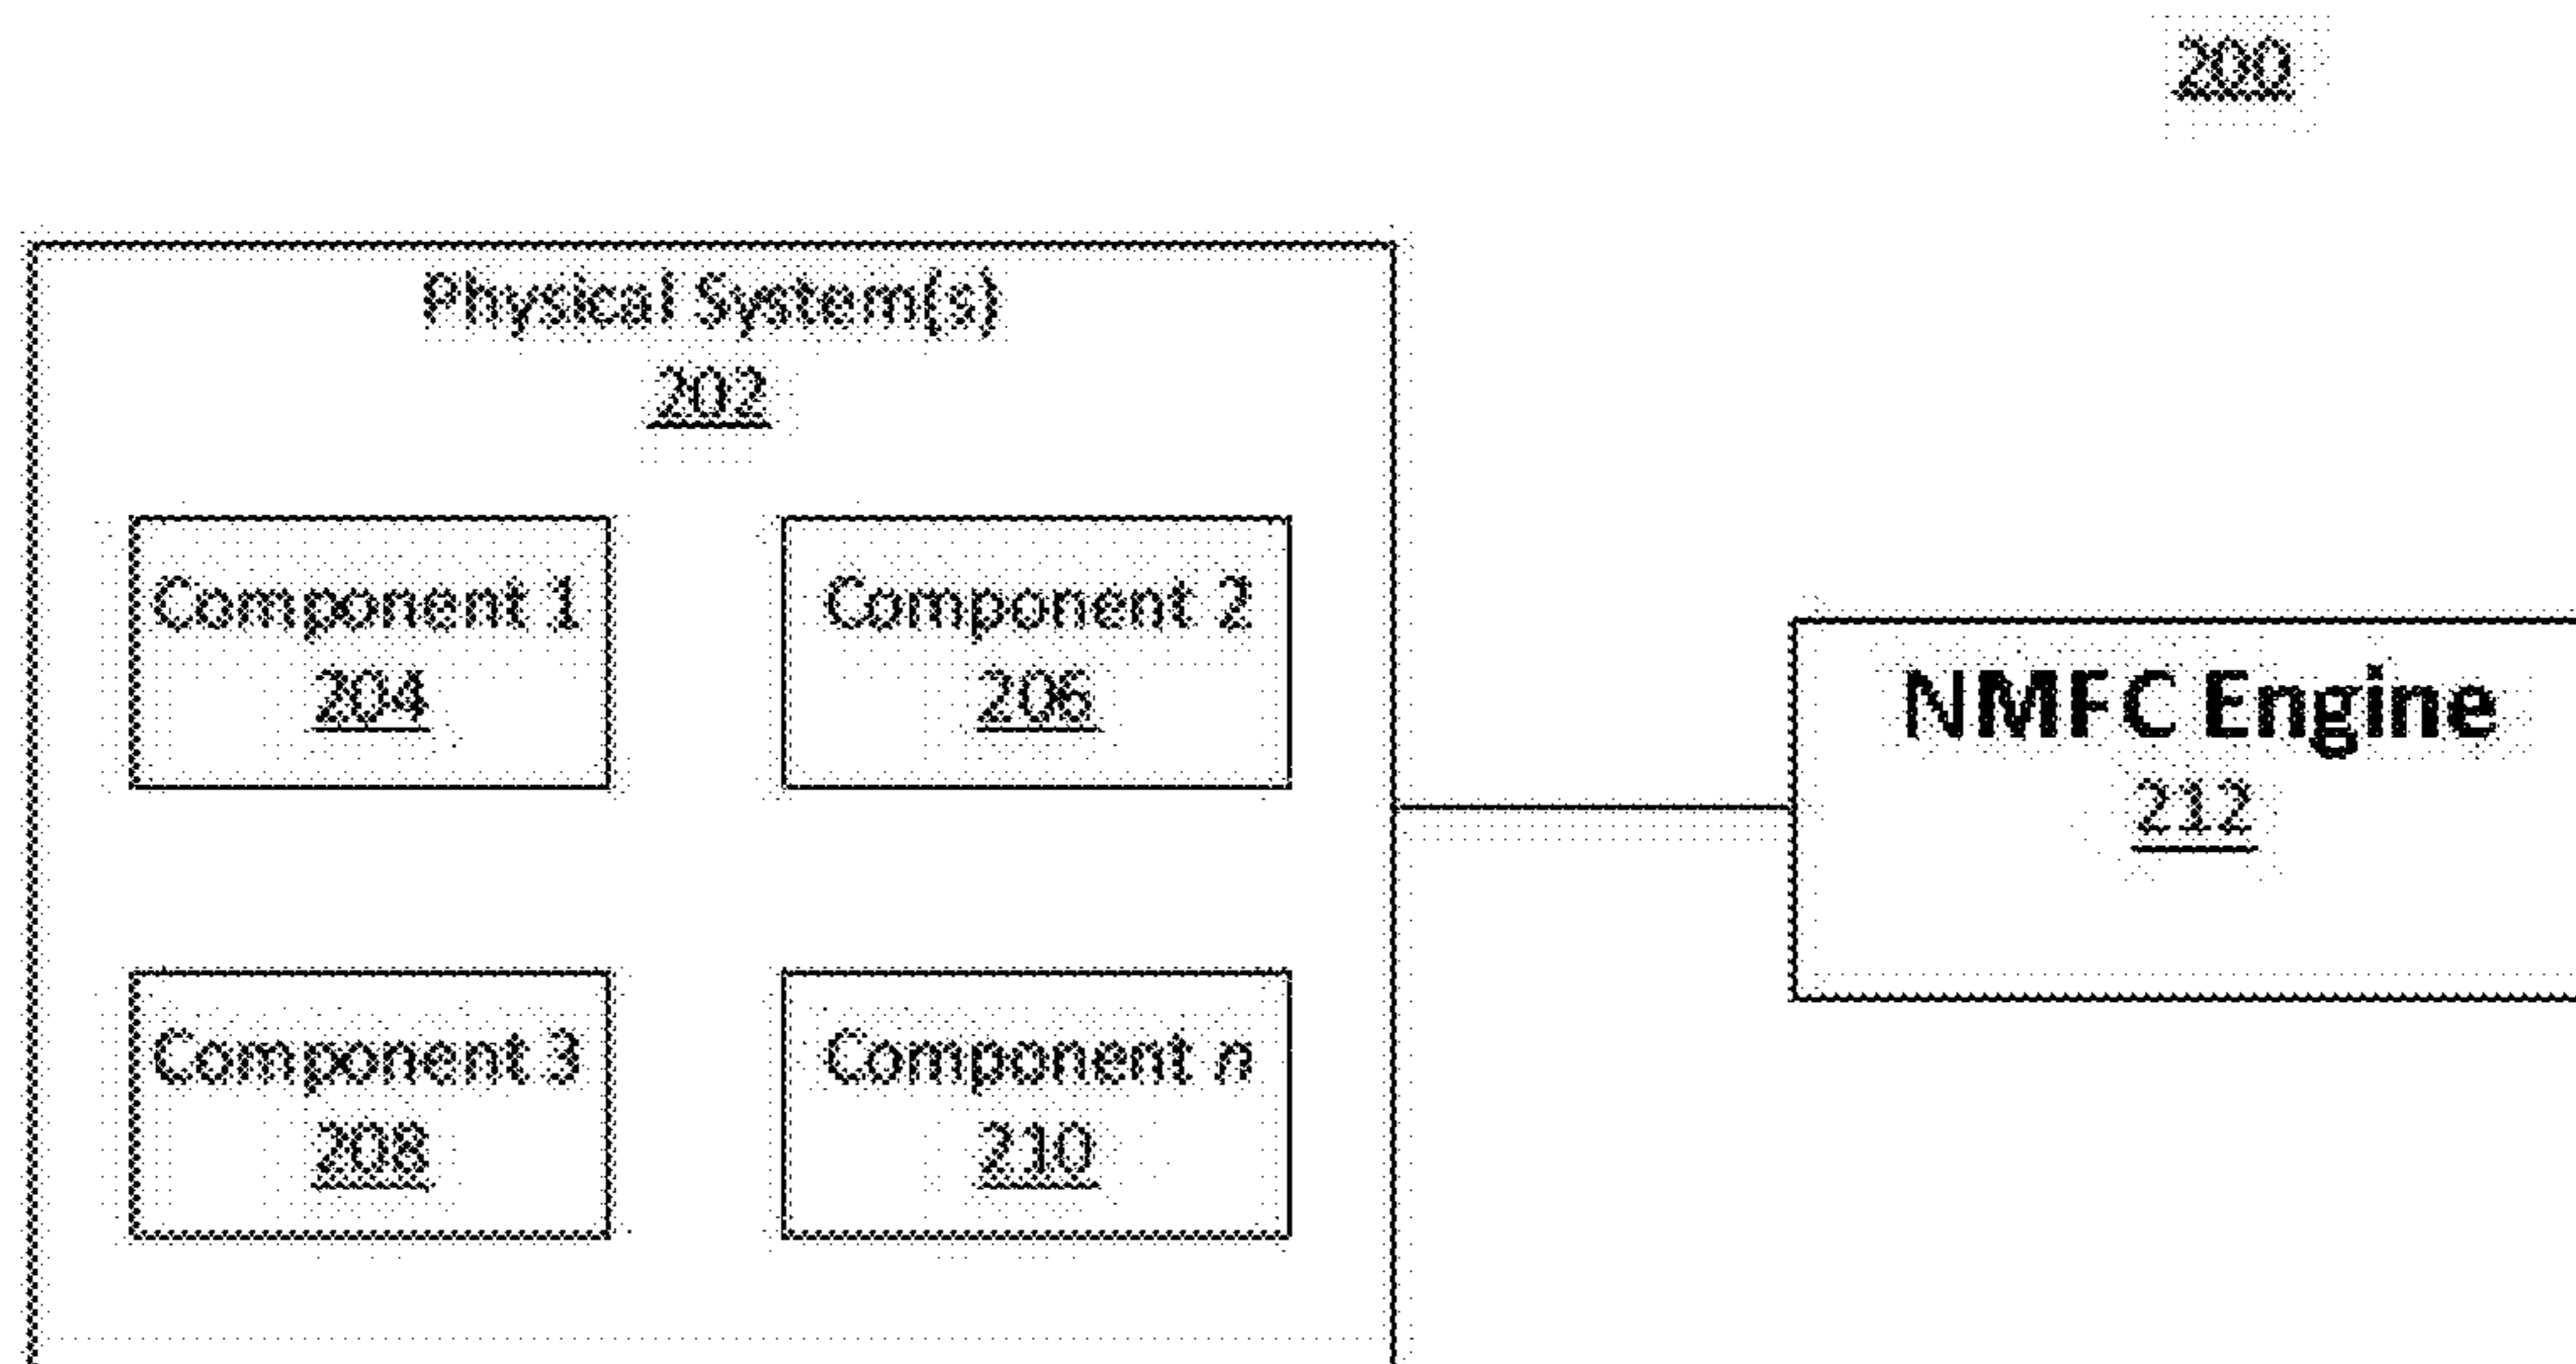 200
Physical System(s)
202
Component 1
204
Component 2
206
Component 3
208
Component n
210
NMFC Engine
212